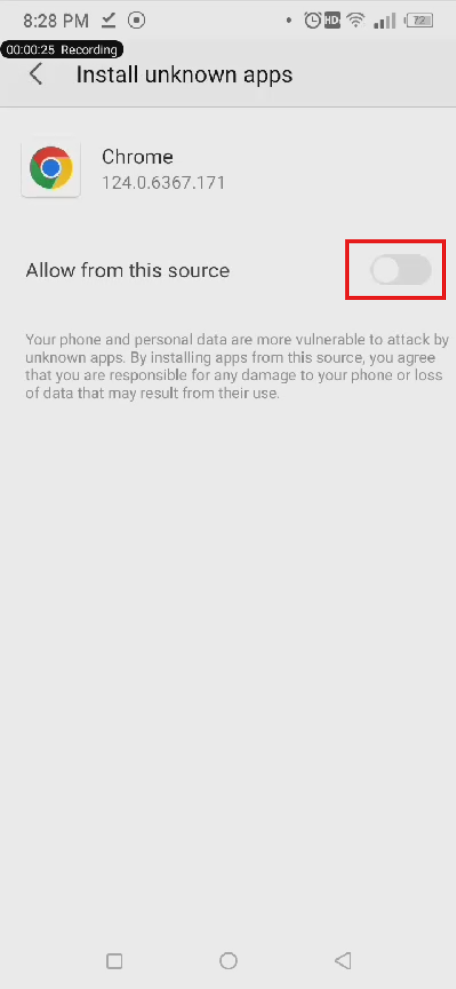 8:28 PM HD 72
00:00:25 Recording
Install unknown apps
Chrome
124.0.6367.171
Allow from this source
Your phone and personal data are more vulnerable to attack by
unknown apps. By installing apps from this source, you agree
that you are responsible for any damage to your phone or loss
of data that may result from their use.